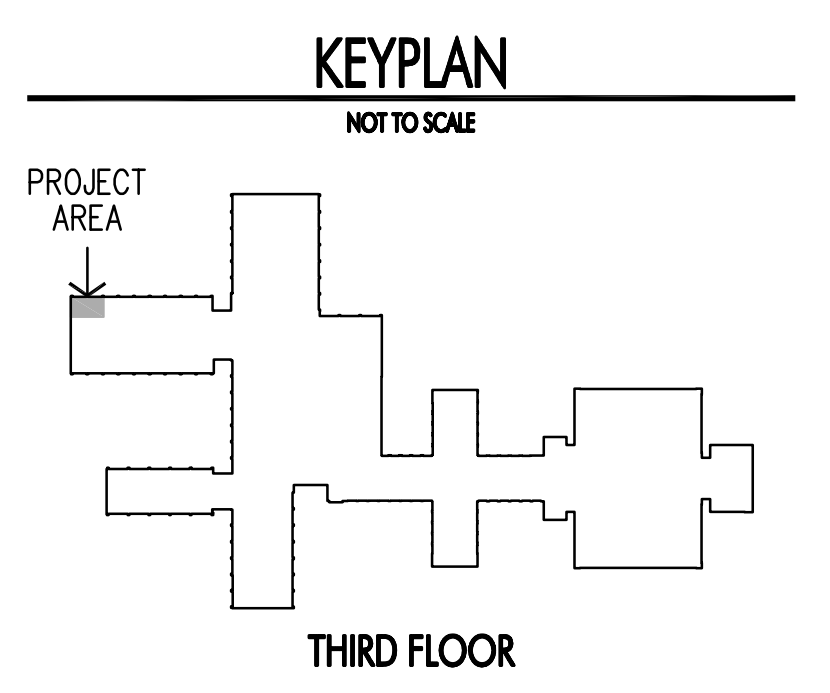 KEYPLAN
NOT TO SCALE
PROJECT
AREA
THIRD FLOOR